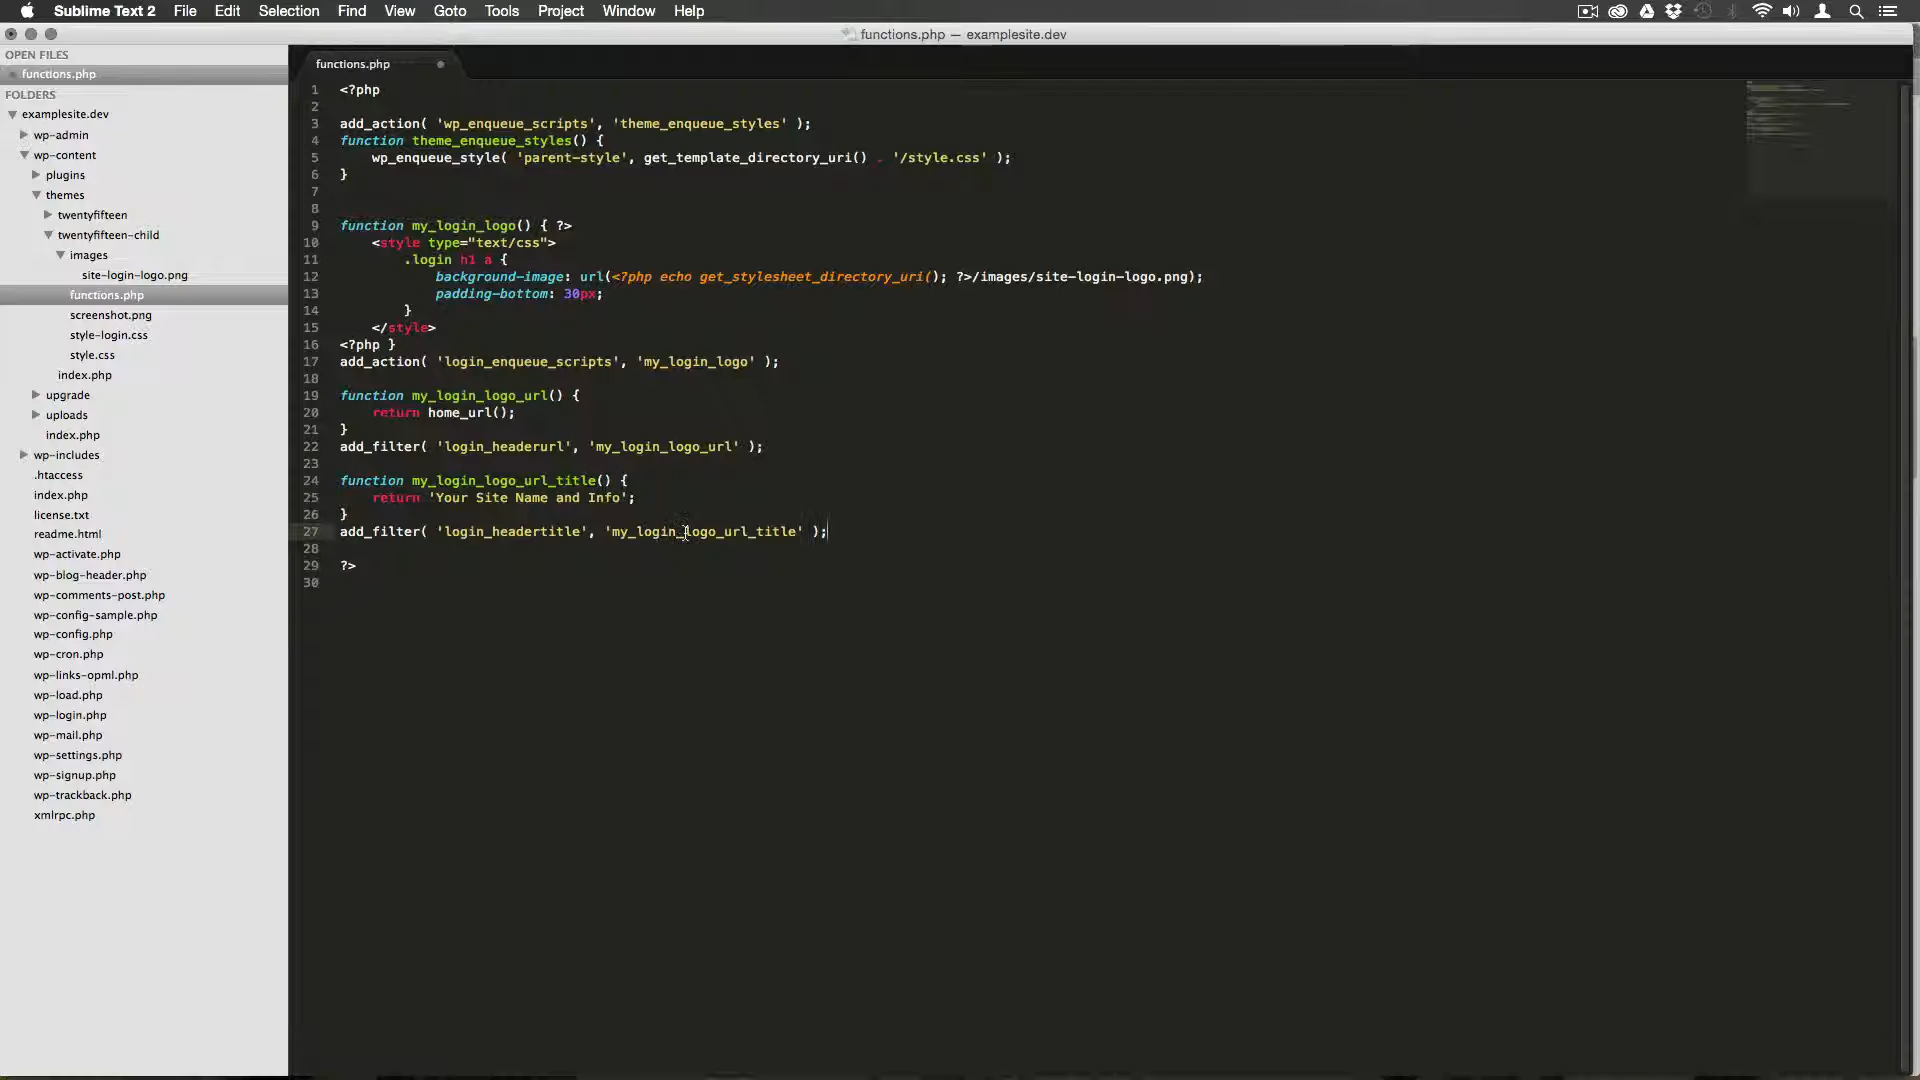 Sublime Text 2 File Edit Selection Find View Goto Tools Project Window Help
functions.php — examplesite.dev
OPEN FILES
functions.php
FOLDERS
examplesite.dev
wp-admin
wp-content
plugins
themes
twentyfifteen
twentyfifteen-child
images
site-login-logo.png
functions.php
screenshot.png
style-login.css
style.css
index.php
upgrade
uploads
index.php
wp-includes
.htaccess
index.php
license.txt
readme.html
wp-activate.php
wp-blog-header.php
wp-comments-post.php
wp-config-sample.php
wp-config.php
wp-cron.php
wp-links-opml.php
wp-load.php
wp-login.php
wp-mail.php
wp-settings.php
wp-signup.php
wp-trackback.php
xmlrpc.php
functions.php
1 <?php
2
3 add_action( 'wp_enqueue_scripts', 'theme_enqueue_styles' );
4 function theme_enqueue_styles() {
5 wp_enqueue_style( 'parent-style', get_template_directory_uri() . '/style.css' );
6 }
7
8
9 function my_login_logo() { ?>
10 <style type="text/css">
11 .login h1 a {
12 background-image: url(<?php echo get_stylesheet_directory_uri(); ?>/images/site-login-logo.png);
13 padding-bottom: 30px;
14 }
15 </style>
16 <?php }
17 add_action( 'login_enqueue_scripts', 'my_login_logo' );
18
19 function my_login_logo_url() {
20 return home_url();
21 }
22 add_filter( 'login_headerurl', 'my_login_logo_url' );
23
24 function my_login_logo_url_title() {
25 return 'Your Site Name and Info';
26 }
27 add_filter( 'login_headertitle', 'my_login_logo_url_title' );
28
29 ?>
30